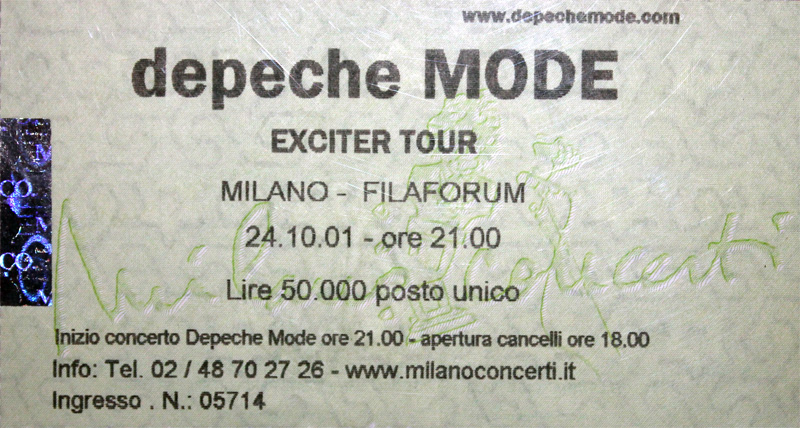 www.depechemode.com
depeche MODE
EXCITER TOUR
MILANO - FILAFORUM
24.10.01 - ore 21.00
Lire 50.000 posto unico
milano concerti
Inizio concerto Depeche Mode ore 21.00 - apertura cancelli ore 18.00
Info: Tel. 02 / 48 70 27 26 - www.milanoconcerti.it
Ingresso . N.: 05714